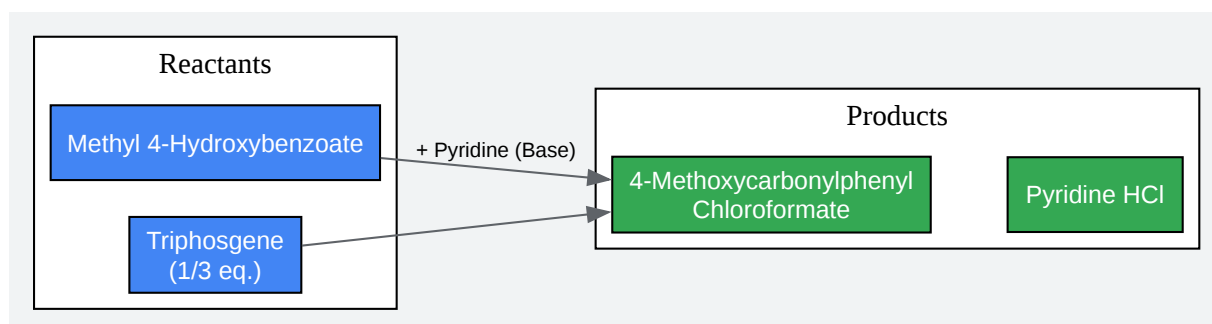 Reactants
Methyl 4-Hydroxybenzoate
Triphosgene
(1/3 eq.)
+ Pyridine (Base)
Products
4-Methoxycarbonylphenyl
Chloroformate
Pyridine HCl